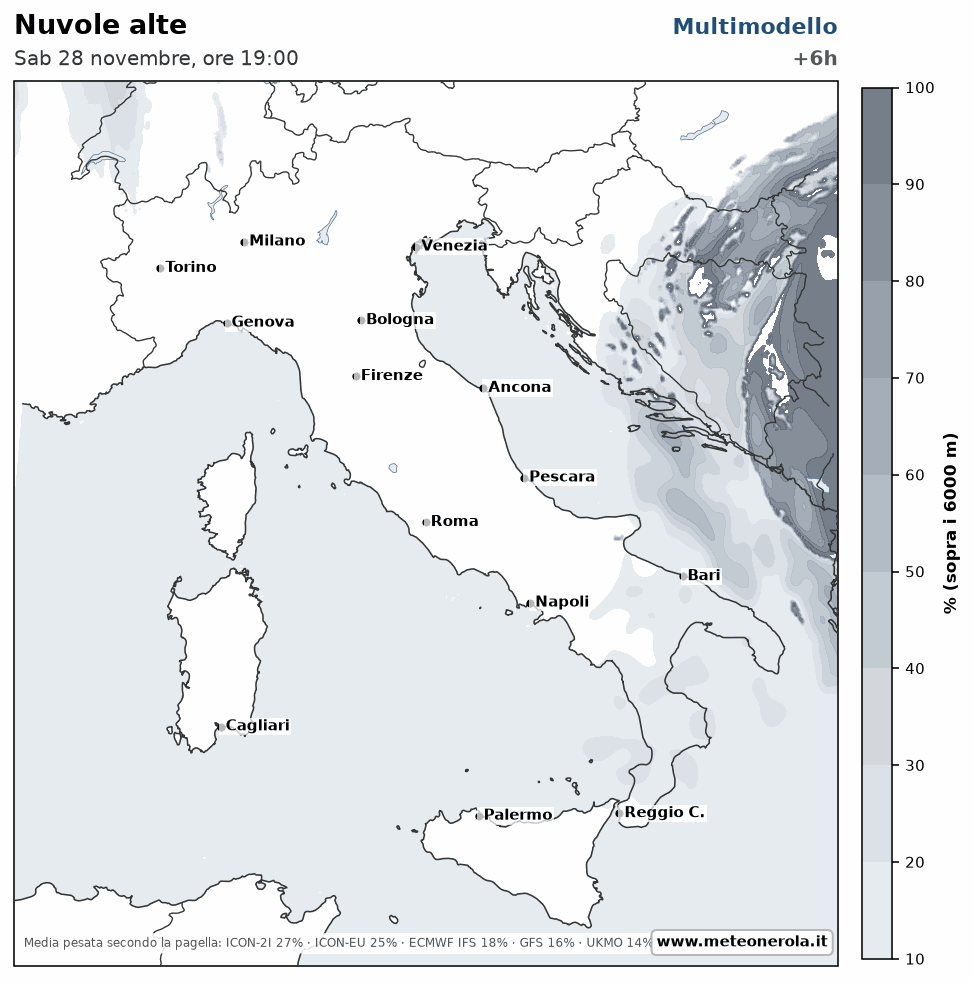 Nuvole alte
Multimodello
Sab 28 novembre, ore 19:00
+6h
100
90
80
70
60
50
40
30
20
10
% (sopra i 6000 m)
Milano
Venezia
Torino
Genova
Bologna
Firenze
Ancona
Pescara
Roma
Bari
Napoli
Cagliari
Palermo
Reggio C.
Media pesata secondo la pagella: ICON-2I 27% · ICON-EU 25% · ECMWF IFS 18% · GFS 16% · UKMO 14%
www.meteonerola.it